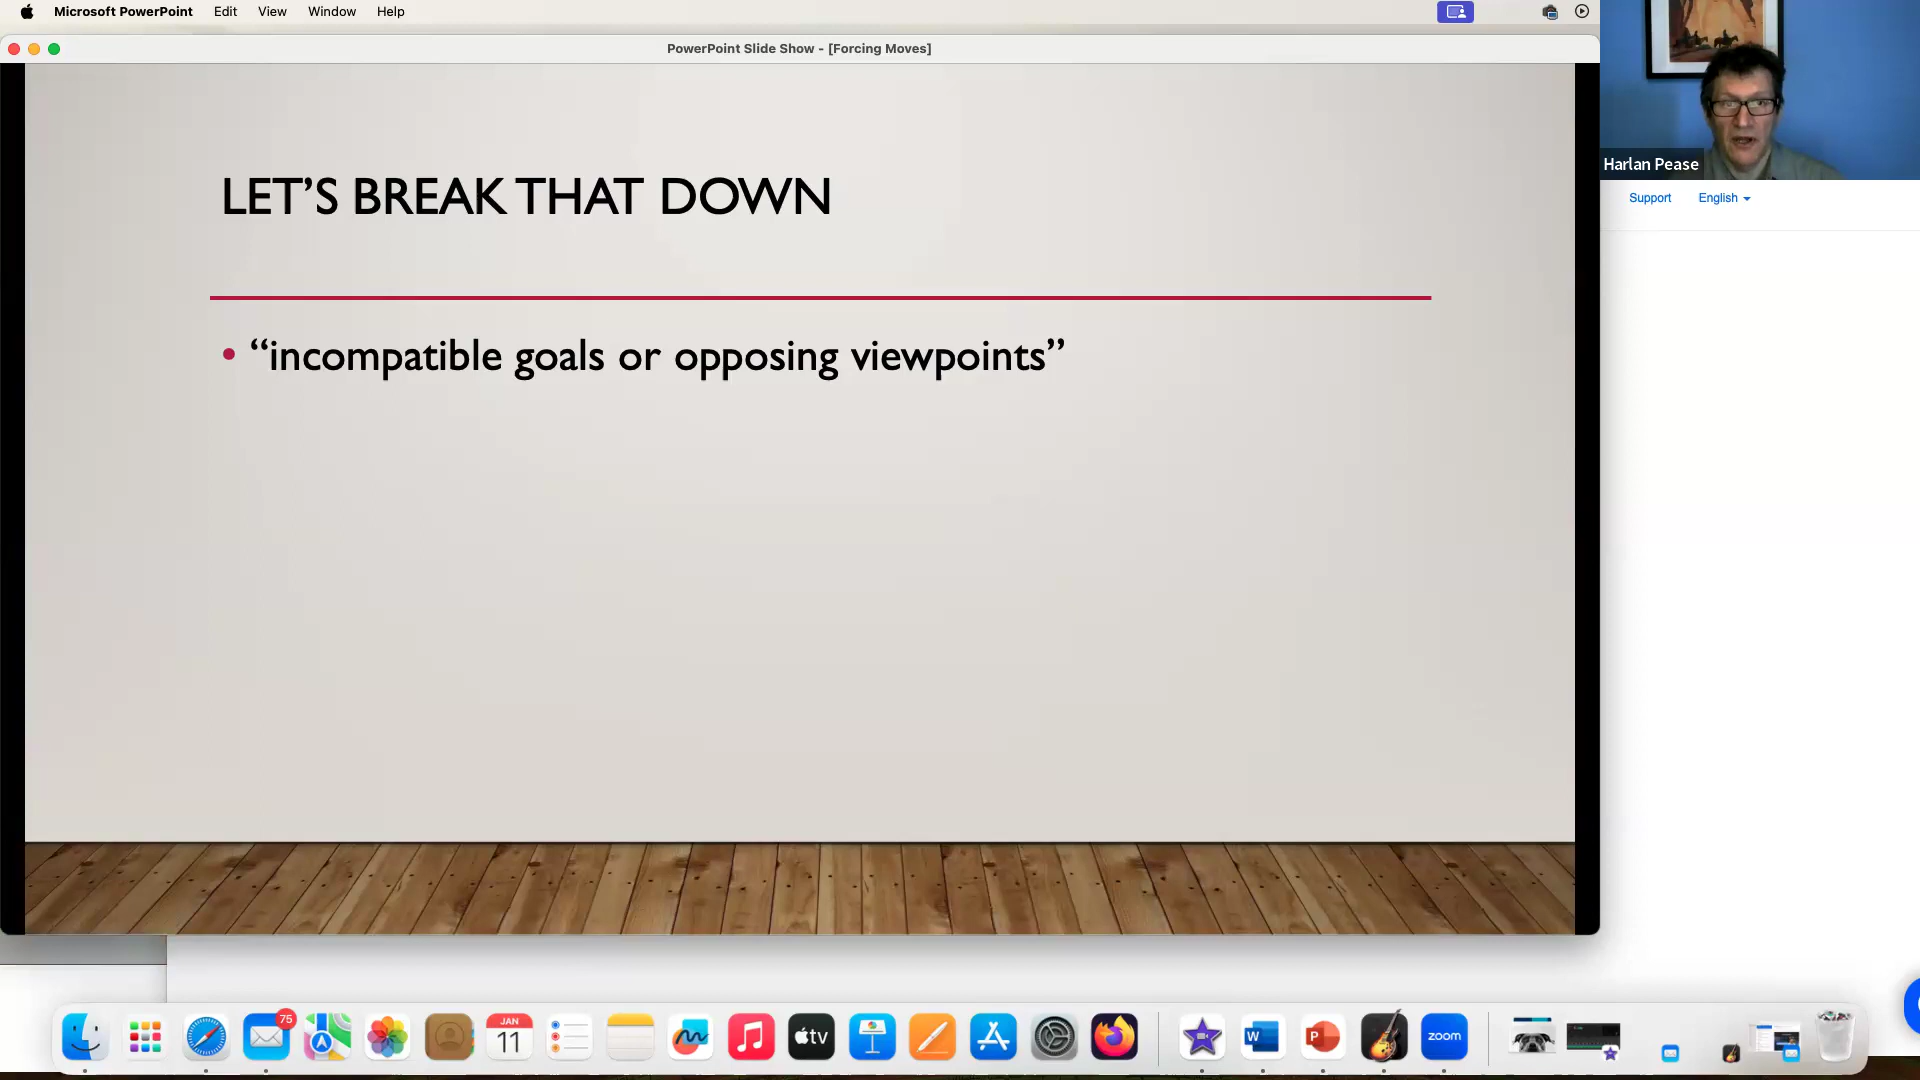 Microsoft PowerPoint Edit View Window Help
PowerPoint Slide Show - [Forcing Moves]
Harlan Pease
Support English
LET’S BREAK THAT DOWN
• “incompatible goals or opposing viewpoints”
75
JAN
11
tv
W
P
zoom